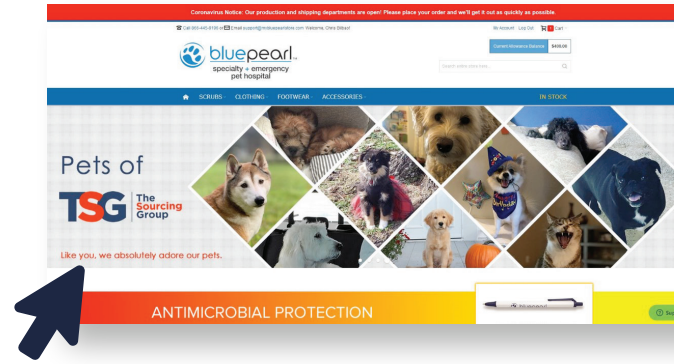 Coronavirus Notice: Our production and shipping departments are open! Please place your order and we'll get it out as quickly as possible.
My Account Log Out Cart
Current Allowance Balance $400.00
bluepearl
specialty + emergency
pet hospital
SCRUBS CLOTHING FOOTWEAR ACCESSORIES IN STOCK
Pets of
TSG The
Sourcing
Group
Like you, we absolutely adore our pets.
ANTIMICROBIAL PROTECTION